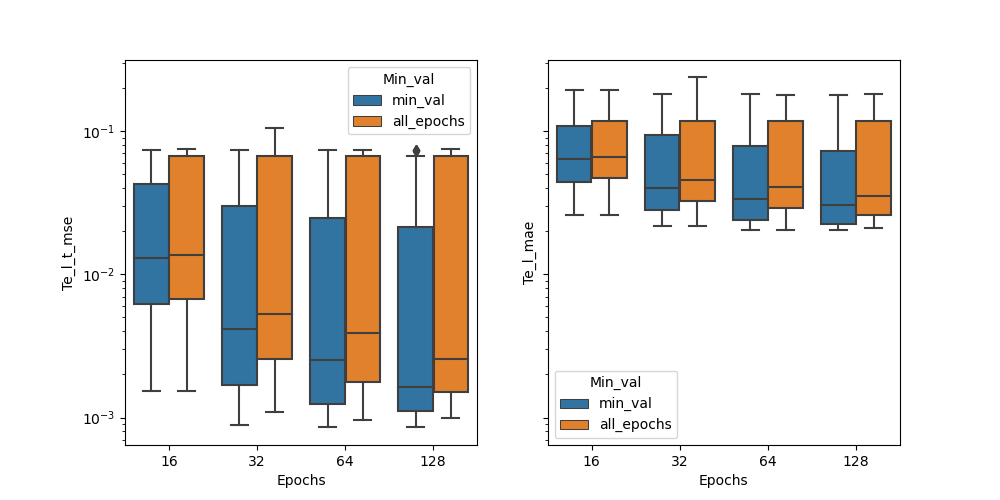 Min_val
min_val
all_epochs
10⁻¹
10⁻²
10⁻³
Te_l_t_mse
16 32 64 128
Epochs
Te_l_mae
Min_val
min_val
all_epochs
16 32 64 128
Epochs